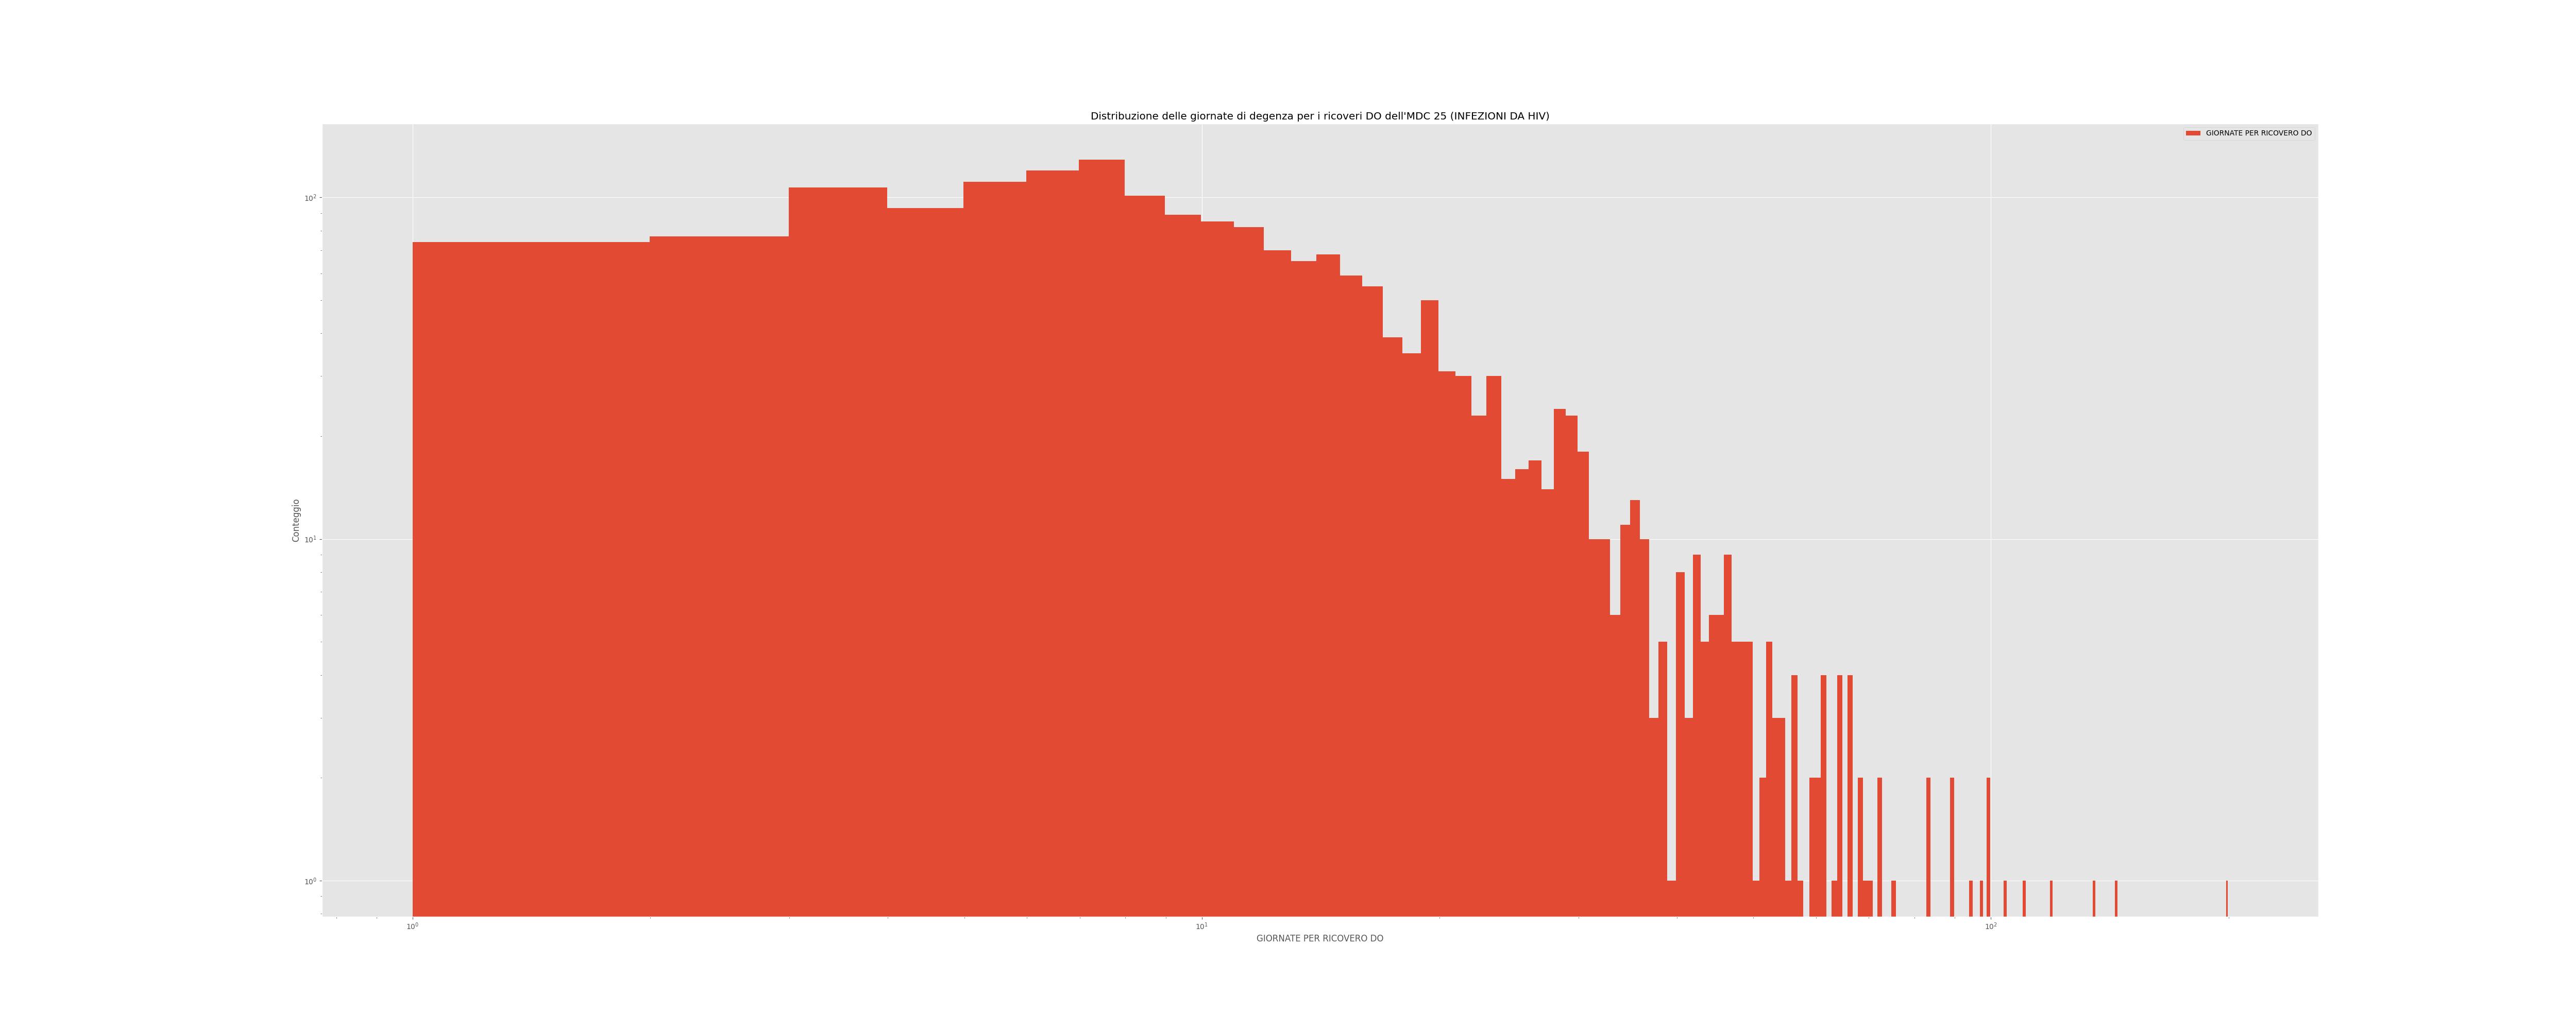 Distribuzione delle giornate di degenza per i ricoveri DO dell'MDC 25 (INFEZIONI DA HIV)
GIORNATE PER RICOVERO DO
10²
Conteggio
10¹
10⁰
10⁰ 10¹ 10²
GIORNATE PER RICOVERO DO